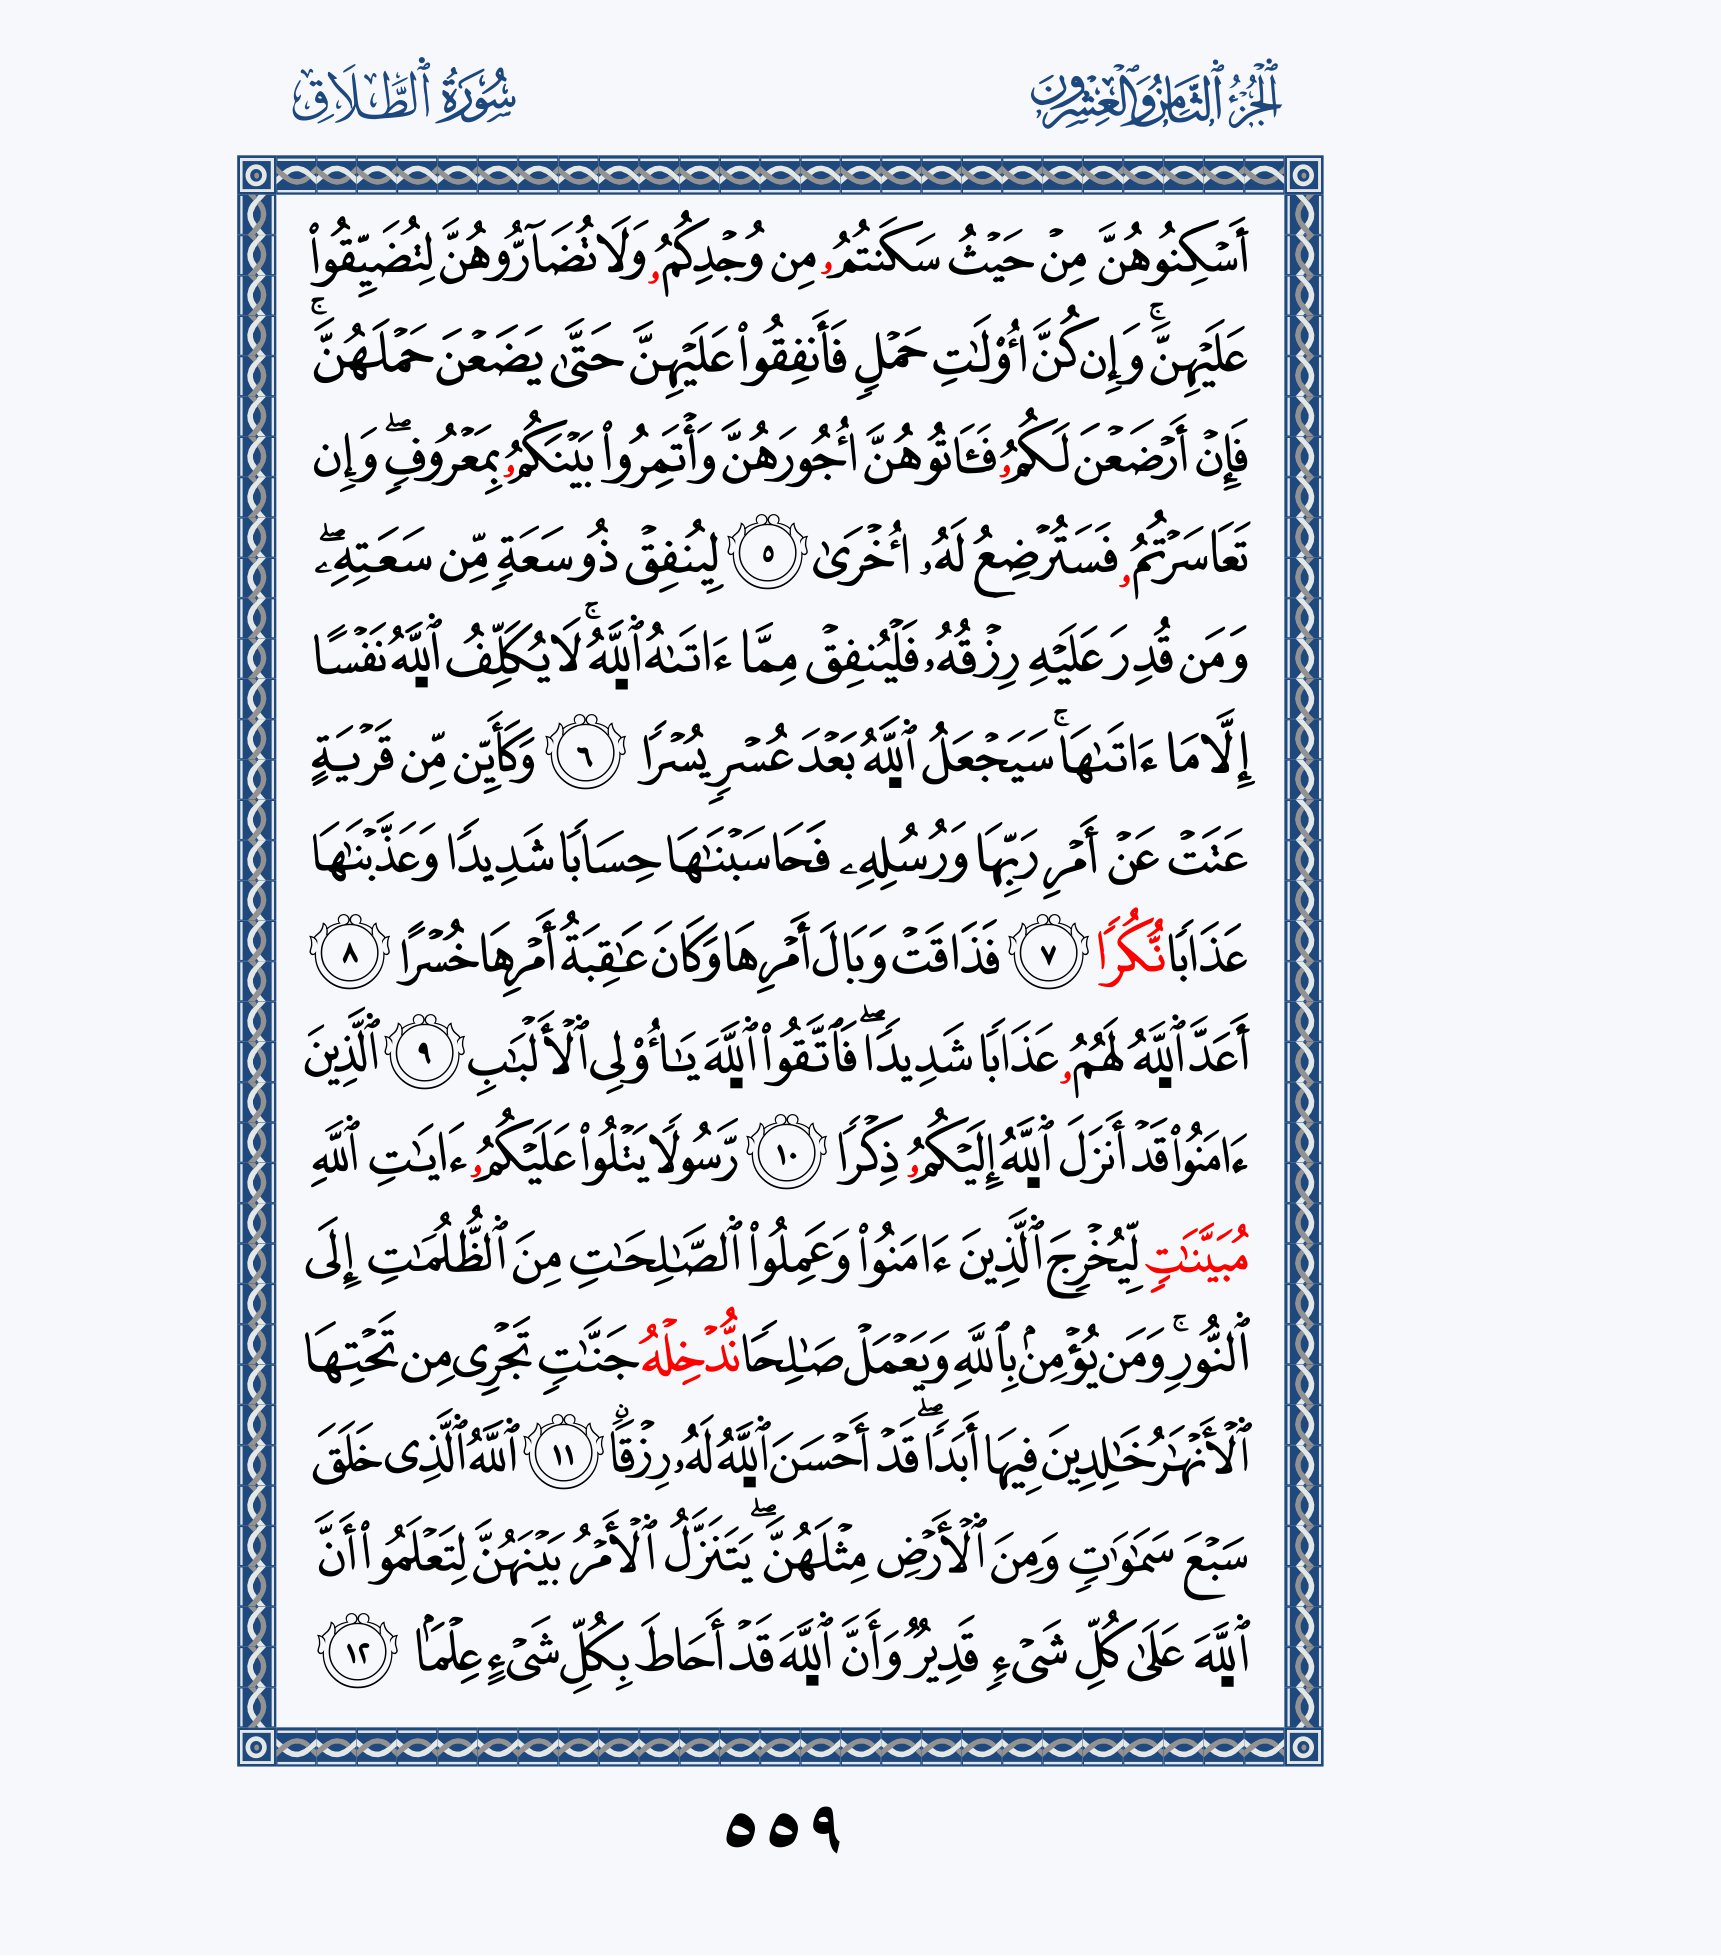 ٱلْجُزْءُ ٱلثَّامِنُ وَٱلْعِشْرُونَ
سُورَةُ ٱلطَّلَاقِ
أَسْكِنُوهُنَّ مِنْ حَيْثُ سَكَنتُمُۥ مِن وُجْدِكُمُۥ وَلَا تُضَآرُّوهُنَّ لِتُضَيِّقُوا۟
عَلَيْهِنَّۚ وَإِن كُنَّ أُو۟لَٰتِ حَمْلٍ فَأَنفِقُوا۟ عَلَيْهِنَّ حَتَّىٰ يَضَعْنَ حَمْلَهُنَّۚ
فَإِنْ أَرْضَعْنَ لَكُمُۥ فَـَٔاتُوهُنَّ أُجُورَهُنَّ وَأْتَمِرُوا۟ بَيْنَكُمُۥ بِمَعْرُوفٍۖ وَإِن
تَعَاسَرْتُمُۥ فَسَتُرْضِعُ لَهُۥ أُخْرَىٰ ٥ لِيُنفِقْ ذُو سَعَةٍ مِّن سَعَتِهِۦۖ
وَمَن قُدِرَ عَلَيْهِ رِزْقُهُۥ فَلْيُنفِقْ مِمَّا ءَاتَىٰهُ ٱللَّهُۚ لَا يُكَلِّفُ ٱللَّهُ نَفْسًا
إِلَّا مَا ءَاتَىٰهَاۚ سَيَجْعَلُ ٱللَّهُ بَعْدَ عُسْرٍ يُسْرًا ٦ وَكَأَيِّن مِّن قَرْيَةٍ
عَتَتْ عَنْ أَمْرِ رَبِّهَا وَرُسُلِهِۦ فَحَاسَبْنَٰهَا حِسَابًا شَدِيدًا وَعَذَّبْنَٰهَا
عَذَابًا نُّكُرًا ٧ فَذَاقَتْ وَبَالَ أَمْرِهَا وَكَانَ عَٰقِبَةُ أَمْرِهَا خُسْرًا ٨
أَعَدَّ ٱللَّهُ لَهُمُۥ عَذَابًا شَدِيدًاۖ فَٱتَّقُوا۟ ٱللَّهَ يَٰٓأُو۟لِى ٱلْأَلْبَٰبِ ٩ ٱلَّذِينَ
ءَامَنُوا۟ قَدْ أَنزَلَ ٱللَّهُ إِلَيْكُمُۥ ذِكْرًا ١٠ رَّسُولًا يَتْلُوا۟ عَلَيْكُمُۥ ءَايَٰتِ ٱللَّهِ
مُبَيَّنَٰتٍ لِّيُخْرِجَ ٱلَّذِينَ ءَامَنُوا۟ وَعَمِلُوا۟ ٱلصَّٰلِحَٰتِ مِنَ ٱلظُّلُمَٰتِ إِلَى
ٱلنُّورِۚ وَمَن يُؤْمِنۢ بِٱللَّهِ وَيَعْمَلْ صَٰلِحًا نُّدْخِلْهُ جَنَّٰتٍ تَجْرِى مِن تَحْتِهَا
ٱلْأَنْهَٰرُ خَٰلِدِينَ فِيهَا أَبَدًاۖ قَدْ أَحْسَنَ ٱللَّهُ لَهُۥ رِزْقًا ١١ ٱللَّهُ ٱلَّذِى خَلَقَ
سَبْعَ سَمَٰوَٰتٍ وَمِنَ ٱلْأَرْضِ مِثْلَهُنَّۖ يَتَنَزَّلُ ٱلْأَمْرُ بَيْنَهُنَّ لِتَعْلَمُوا۟ أَنَّ
ٱللَّهَ عَلَىٰ كُلِّ شَىْءٍ قَدِيرٌ وَأَنَّ ٱللَّهَ قَدْ أَحَاطَ بِكُلِّ شَىْءٍ عِلْمًۢا ١٢
٥٥٩